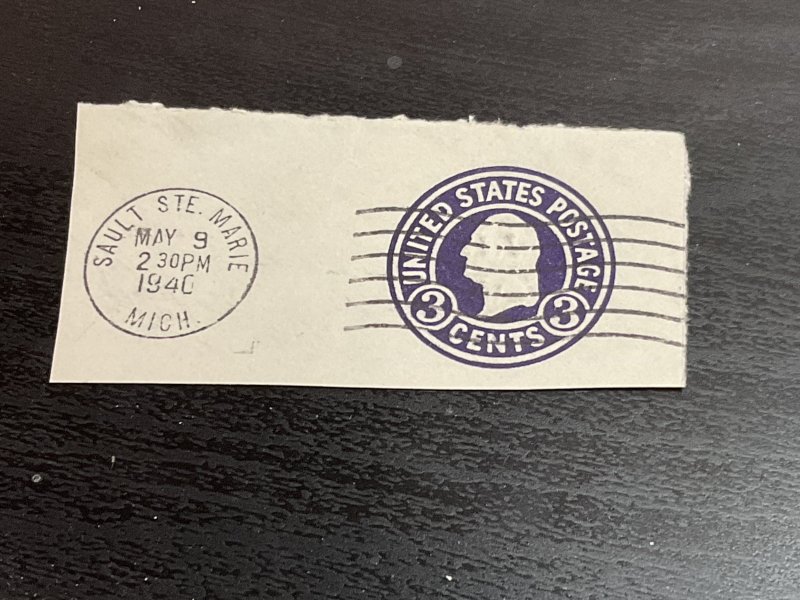 SAULT STE. MARIE
MAY 9
2 30PM
1940
MICH.
UNITED STATES POSTAGE
3 CENTS 3